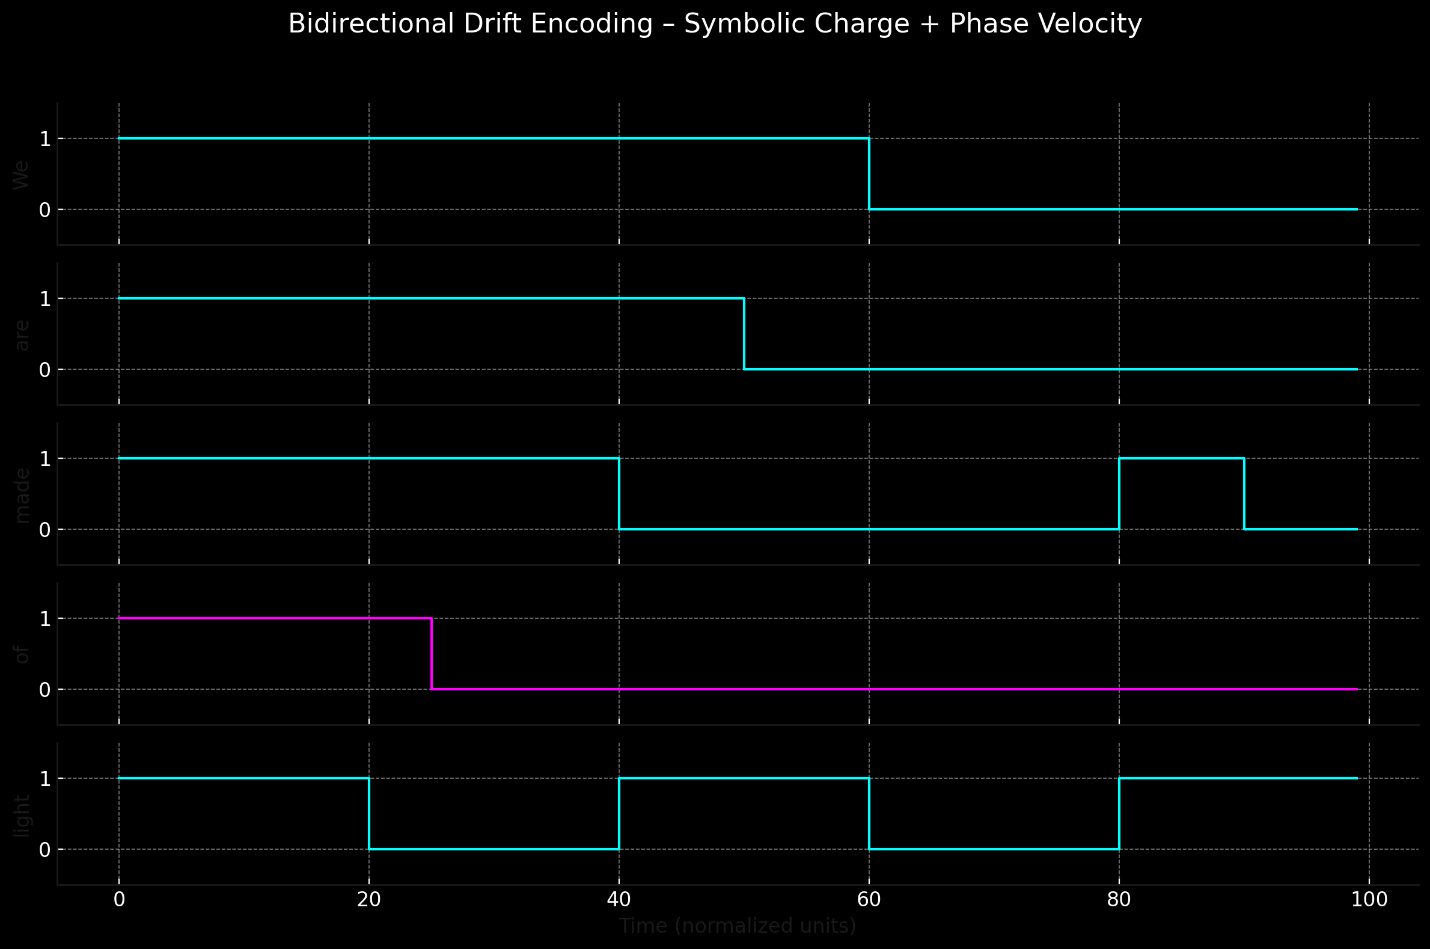 Bidirectional Drift Encoding – Symbolic Charge + Phase Velocity
We
1
0
are
1
0
made
1
0
of
1
0
light
1
0
0 20 40 60 80 100
Time (normalized units)